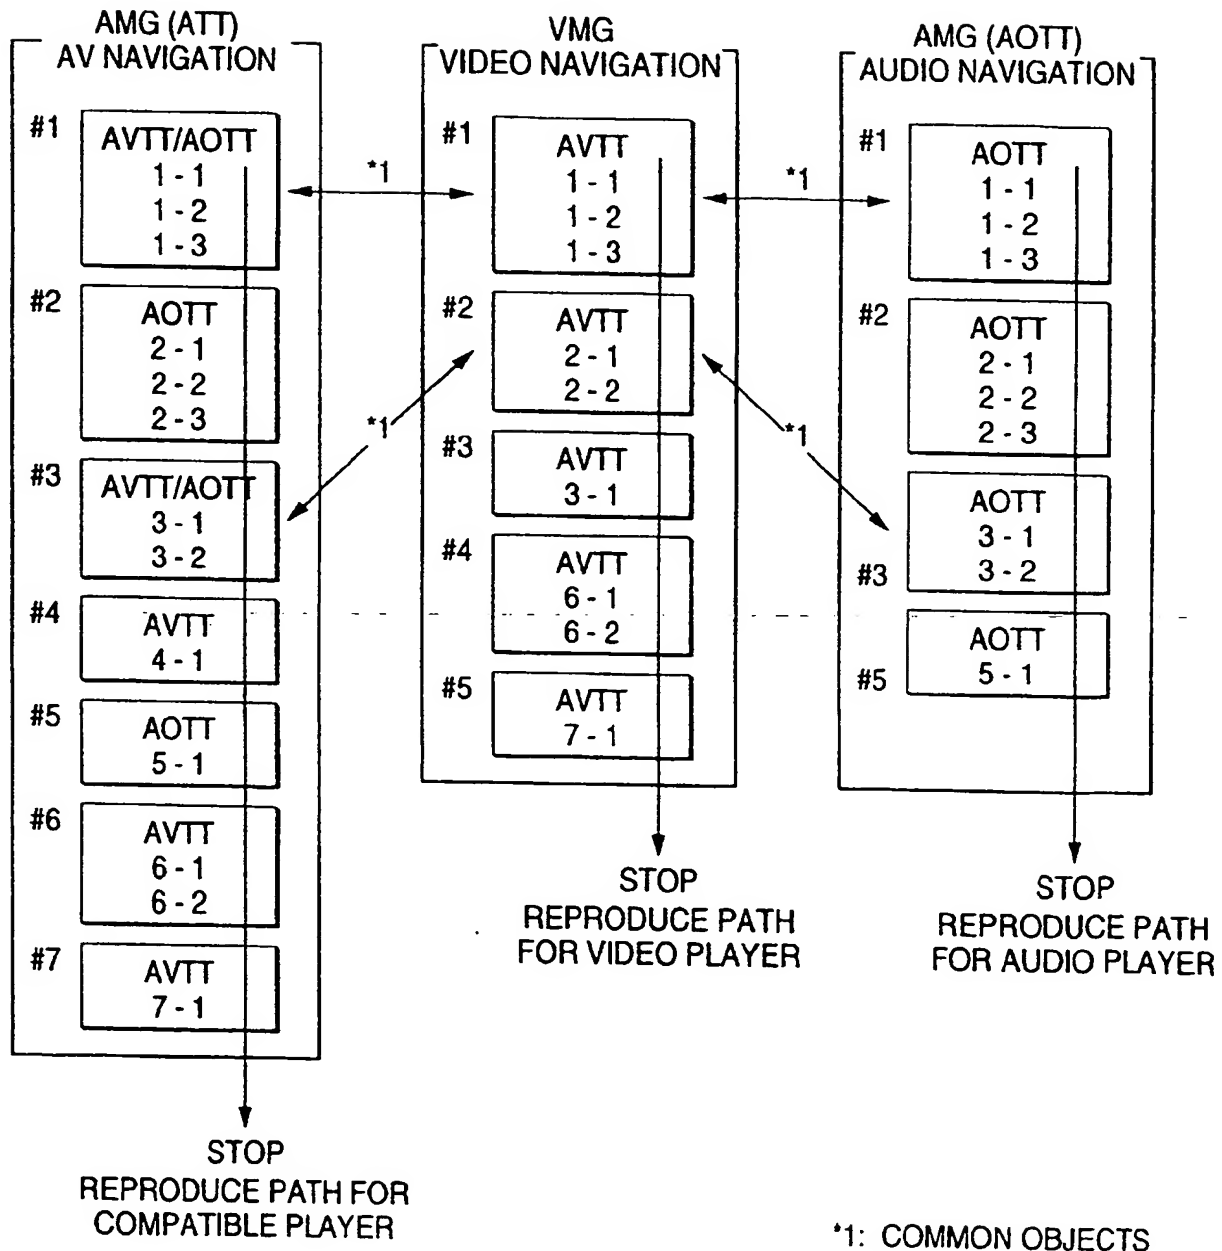 AMG (ATT)
AV NAVIGATION
#1
AVTT/AOTT
1 - 1
1 - 2
1 - 3
#2
AOTT
2 - 1
2 - 2
2 - 3
#3
AVTT/AOTT
3 - 1
3 - 2
#4
AVTT
4 - 1
#5
AOTT
5 - 1
#6
AVTT
6 - 1
6 - 2
#7
AVTT
7 - 1
STOP
REPRODUCE PATH FOR
COMPATIBLE PLAYER
*1
*1
VMG
VIDEO NAVIGATION
#1
AVTT
1 - 1
1 - 2
1 - 3
#2
AVTT
2 - 1
2 - 2
#3
AVTT
3 - 1
#4
AVTT
6 - 1
6 - 2
#5
AVTT
7 - 1
STOP
REPRODUCE PATH
FOR VIDEO PLAYER
*1
*1
AMG (AOTT)
AUDIO NAVIGATION
#1
AOTT
1 - 1
1 - 2
1 - 3
#2
AOTT
2 - 1
2 - 2
2 - 3
#3
AOTT
3 - 1
3 - 2
#5
AOTT
5 - 1
STOP
REPRODUCE PATH
FOR AUDIO PLAYER
*1: COMMON OBJECTS